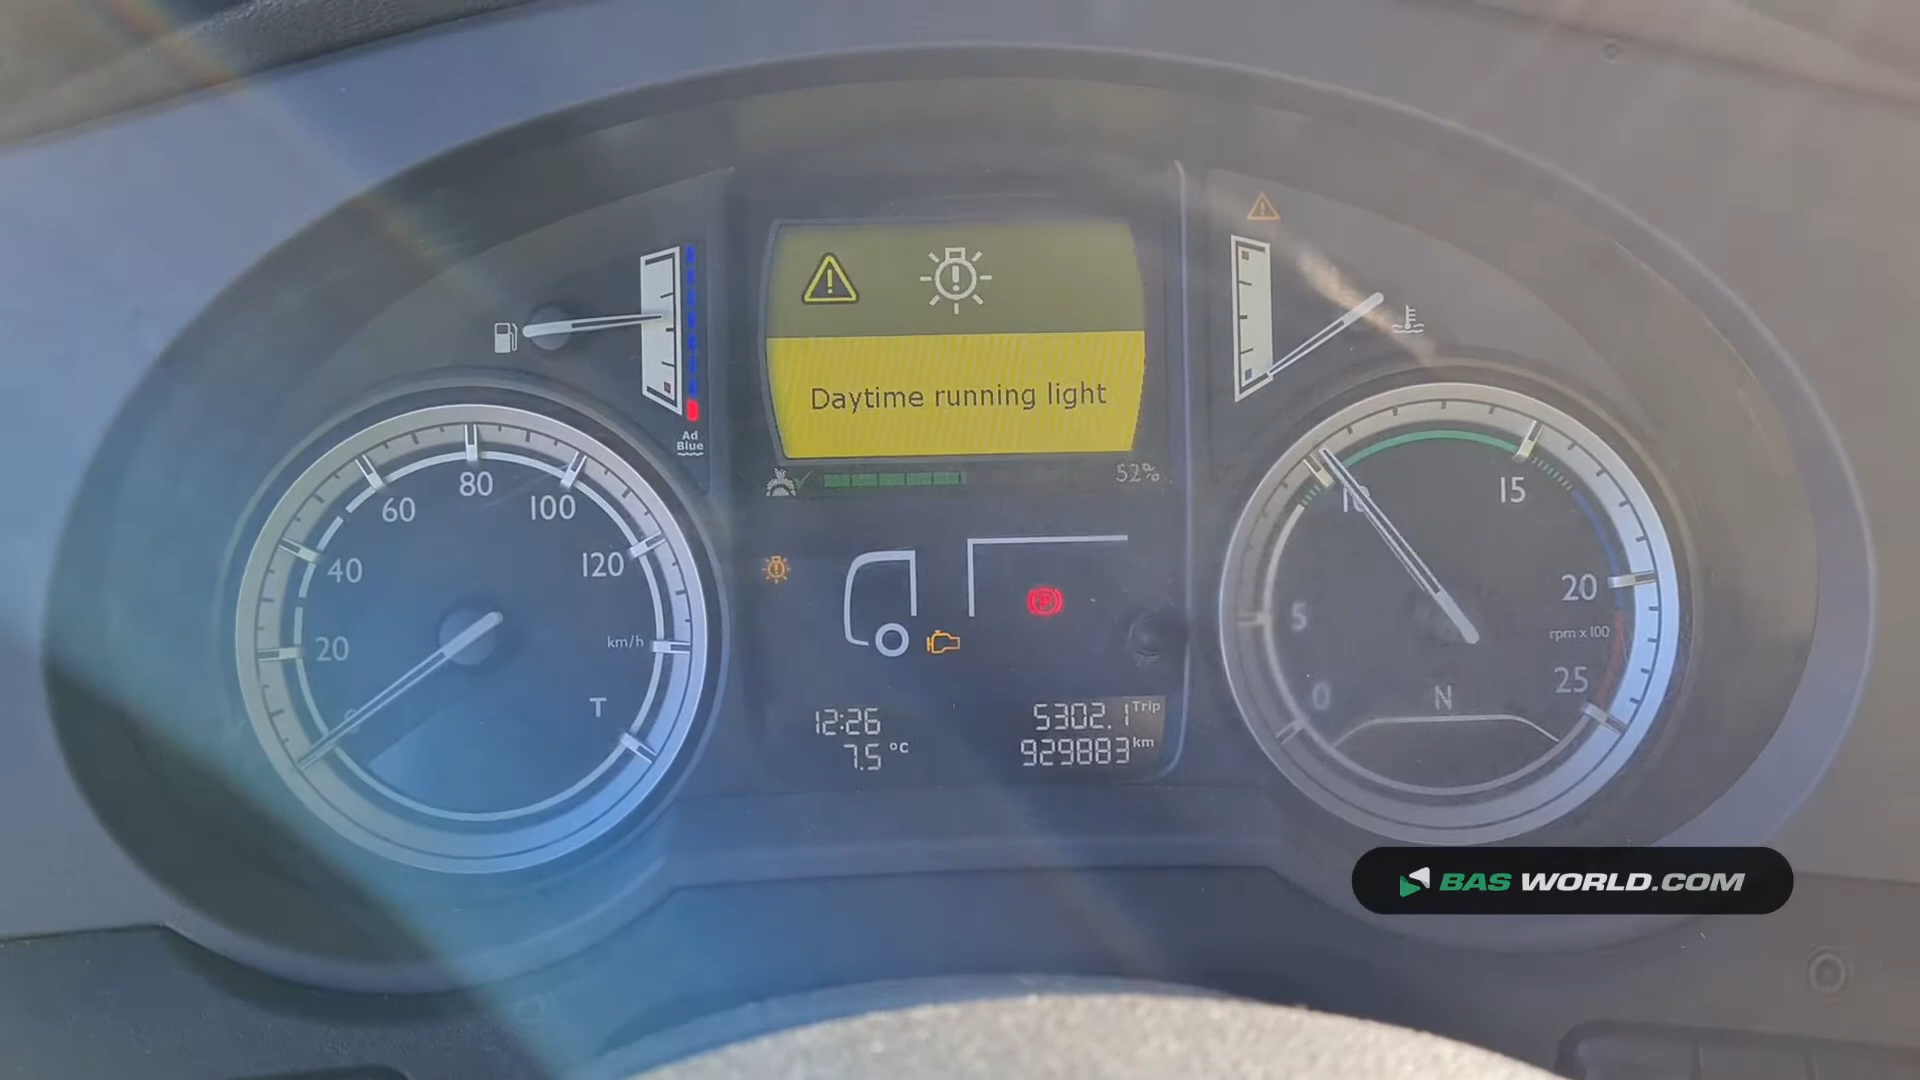 Daytime running light
52%
Ad
Blue
20
40
60
80
100
120
km/h
T
0
5
10
15
20
25
rpm x 100
N
12:26
7.5 °C
5302.1 Trip
929883 km
BAS WORLD.COM